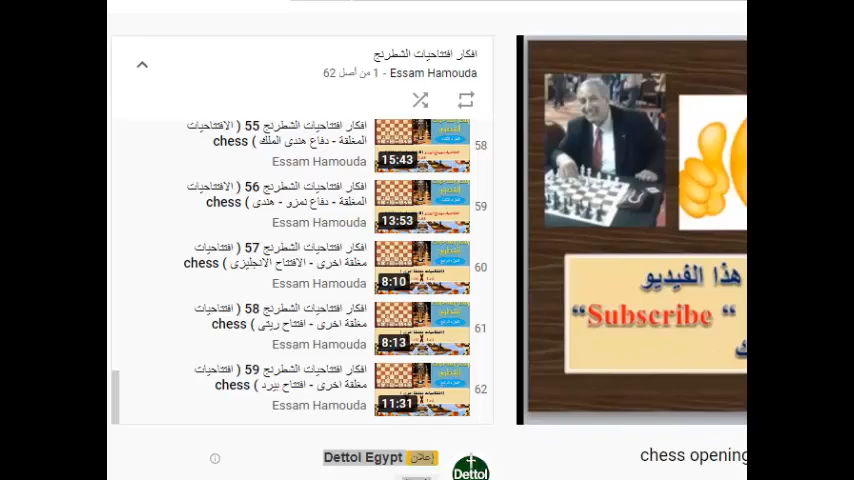 افكار افتتاحيات الشطرنج
Essam Hamouda - 1 من أصل 62
افكار افتتاحيات الشطرنج 55 ( الافتتاحيات
المغلقة - دفاع هندى الملك ) chess
Essam Hamouda
15:43
58
افكار افتتاحيات الشطرنج 56 ( الافتتاحيات
المغلقة - دفاع نمزو - هندى ) chess
Essam Hamouda
13:53
59
افكار افتتاحيات الشطرنج 57 ( افتتاحيات
مغلقة اخرى - الافتتاح الانجليزى ) chess
Essam Hamouda
8:10
60
افكار افتتاحيات الشطرنج 58 ( افتتاحيات
مغلقة اخرى - افتتاح ريتى ) chess
Essam Hamouda
8:13
61
افكار افتتاحيات الشطرنج 59 ( افتتاحيات
مغلقة اخرى - افتتاح بيرد ) chess
Essam Hamouda
11:31
62
هذا الفيديو
“Subscribe “
ك
chess opening
إعلان Dettol Egypt
Dettol